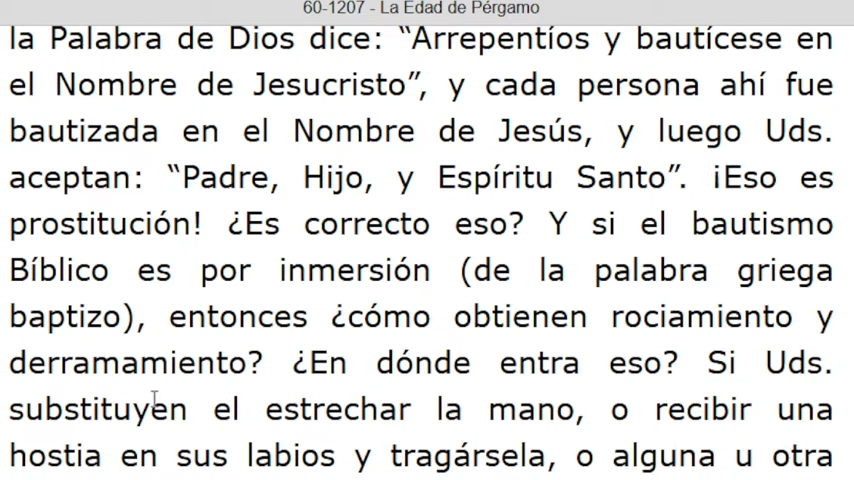 60-1207 - La Edad de Pérgamo
la Palabra de Dios dice: “Arrepentíos y bautícese en
el Nombre de Jesucristo”, y cada persona ahí fue
bautizada en el Nombre de Jesús, y luego Uds.
aceptan: “Padre, Hijo, y Espíritu Santo”. ¡Eso es
prostitución! ¿Es correcto eso? Y si el bautismo
Bíblico es por inmersión (de la palabra griega
baptizo), entonces ¿cómo obtienen rociamiento y
derramamiento? ¿En dónde entra eso? Si Uds.
substituyen el estrechar la mano, o recibir una
hostia en sus labios y tragársela, o alguna u otra